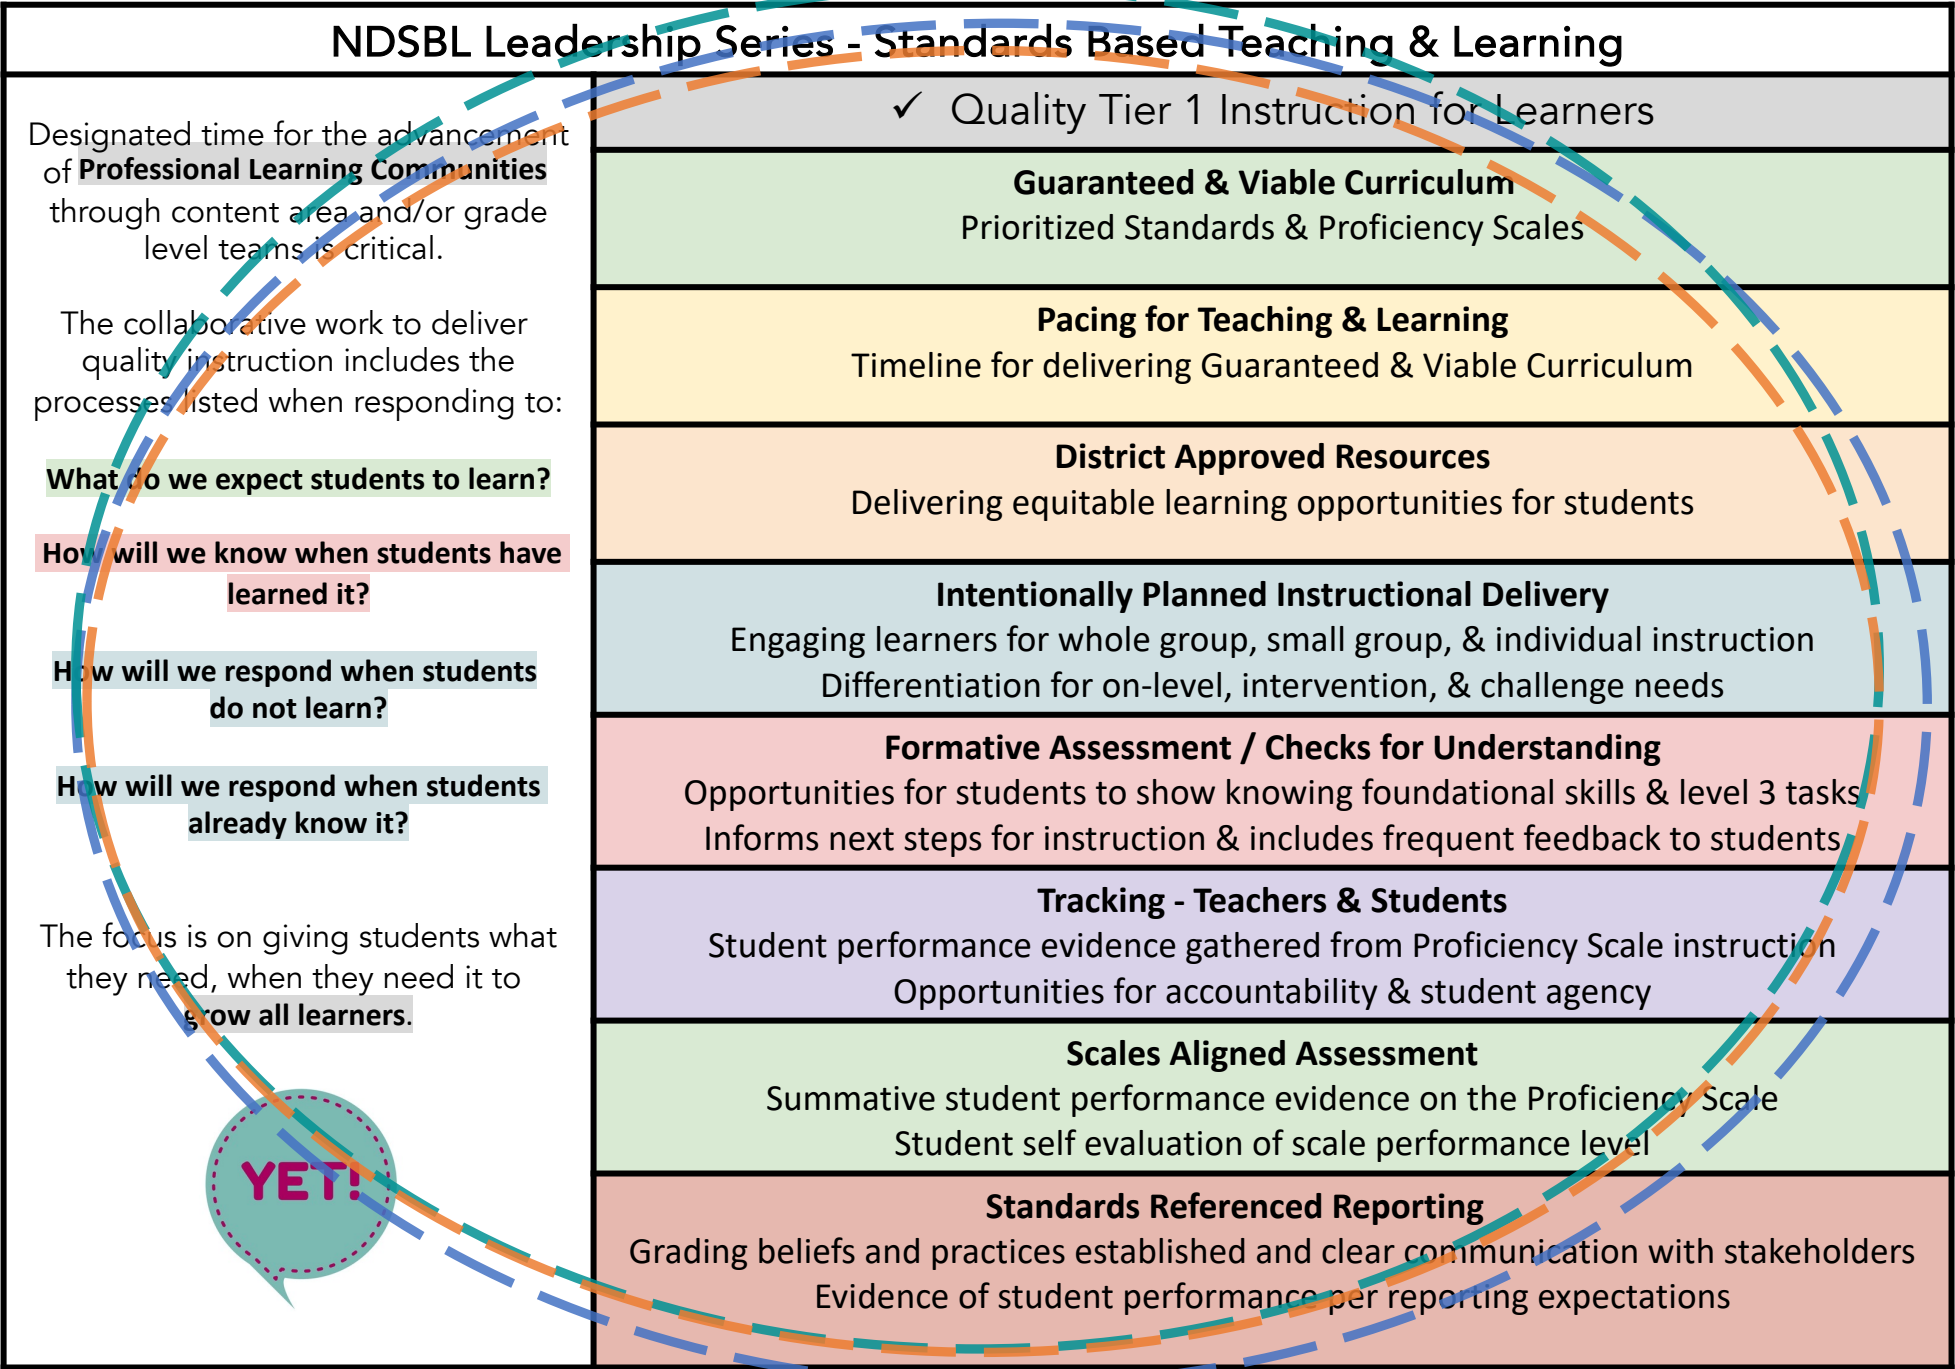 NDSBL Leadership Series - Standards Based Teaching & Learning
Designated time for the advancement
of Professional Learning Communities
through content area and/or grade
level teams is critical.
The collaborative work to deliver
quality instruction includes the
processes listed when responding to:
What do we expect students to learn?
How will we know when students have
learned it?
How will we respond when students
do not learn?
How will we respond when students
already know it?
The focus is on giving students what
they need, when they need it to
grow all learners.
YET!
✓ Quality Tier 1 Instruction for Learners
Guaranteed & Viable Curriculum
Prioritized Standards & Proficiency Scales
Pacing for Teaching & Learning
Timeline for delivering Guaranteed & Viable Curriculum
District Approved Resources
Delivering equitable learning opportunities for students
Intentionally Planned Instructional Delivery
Engaging learners for whole group, small group, & individual instruction
Differentiation for on-level, intervention, & challenge needs
Formative Assessment / Checks for Understanding
Opportunities for students to show knowing foundational skills & level 3 tasks
Informs next steps for instruction & includes frequent feedback to students
Tracking - Teachers & Students
Student performance evidence gathered from Proficiency Scale instruction
Opportunities for accountability & student agency
Scales Aligned Assessment
Summative student performance evidence on the Proficiency Scale
Student self evaluation of scale performance level
Standards Referenced Reporting
Grading beliefs and practices established and clear communication with stakeholders
Evidence of student performance per reporting expectations